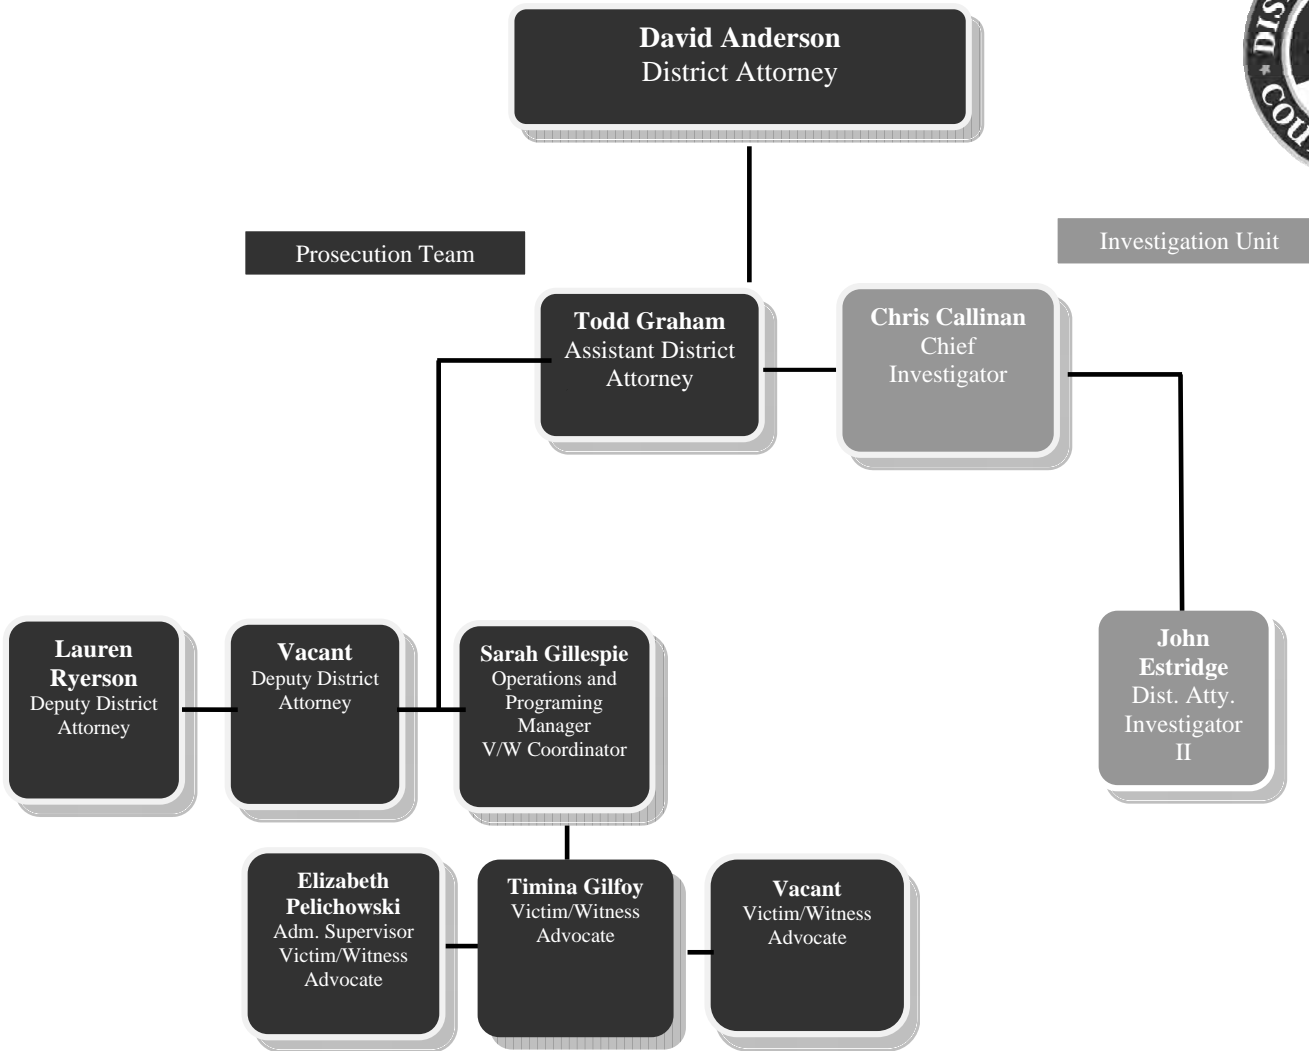 David Anderson
District Attorney
Prosecution Team
Investigation Unit
Todd Graham
Assistant District
Attorney
Chris Callinan
Chief
Investigator
Lauren
Ryerson
Deputy District
Attorney
Vacant
Deputy District
Attorney
Sarah Gillespie
Operations and
Programing
Manager
V/W Coordinator
John
Estridge
Dist. Atty.
Investigator
II
Elizabeth
Pelichowski
Adm. Supervisor
Victim/Witness
Advocate
Timina Gilfoy
Victim/Witness
Advocate
Vacant
Victim/Witness
Advocate